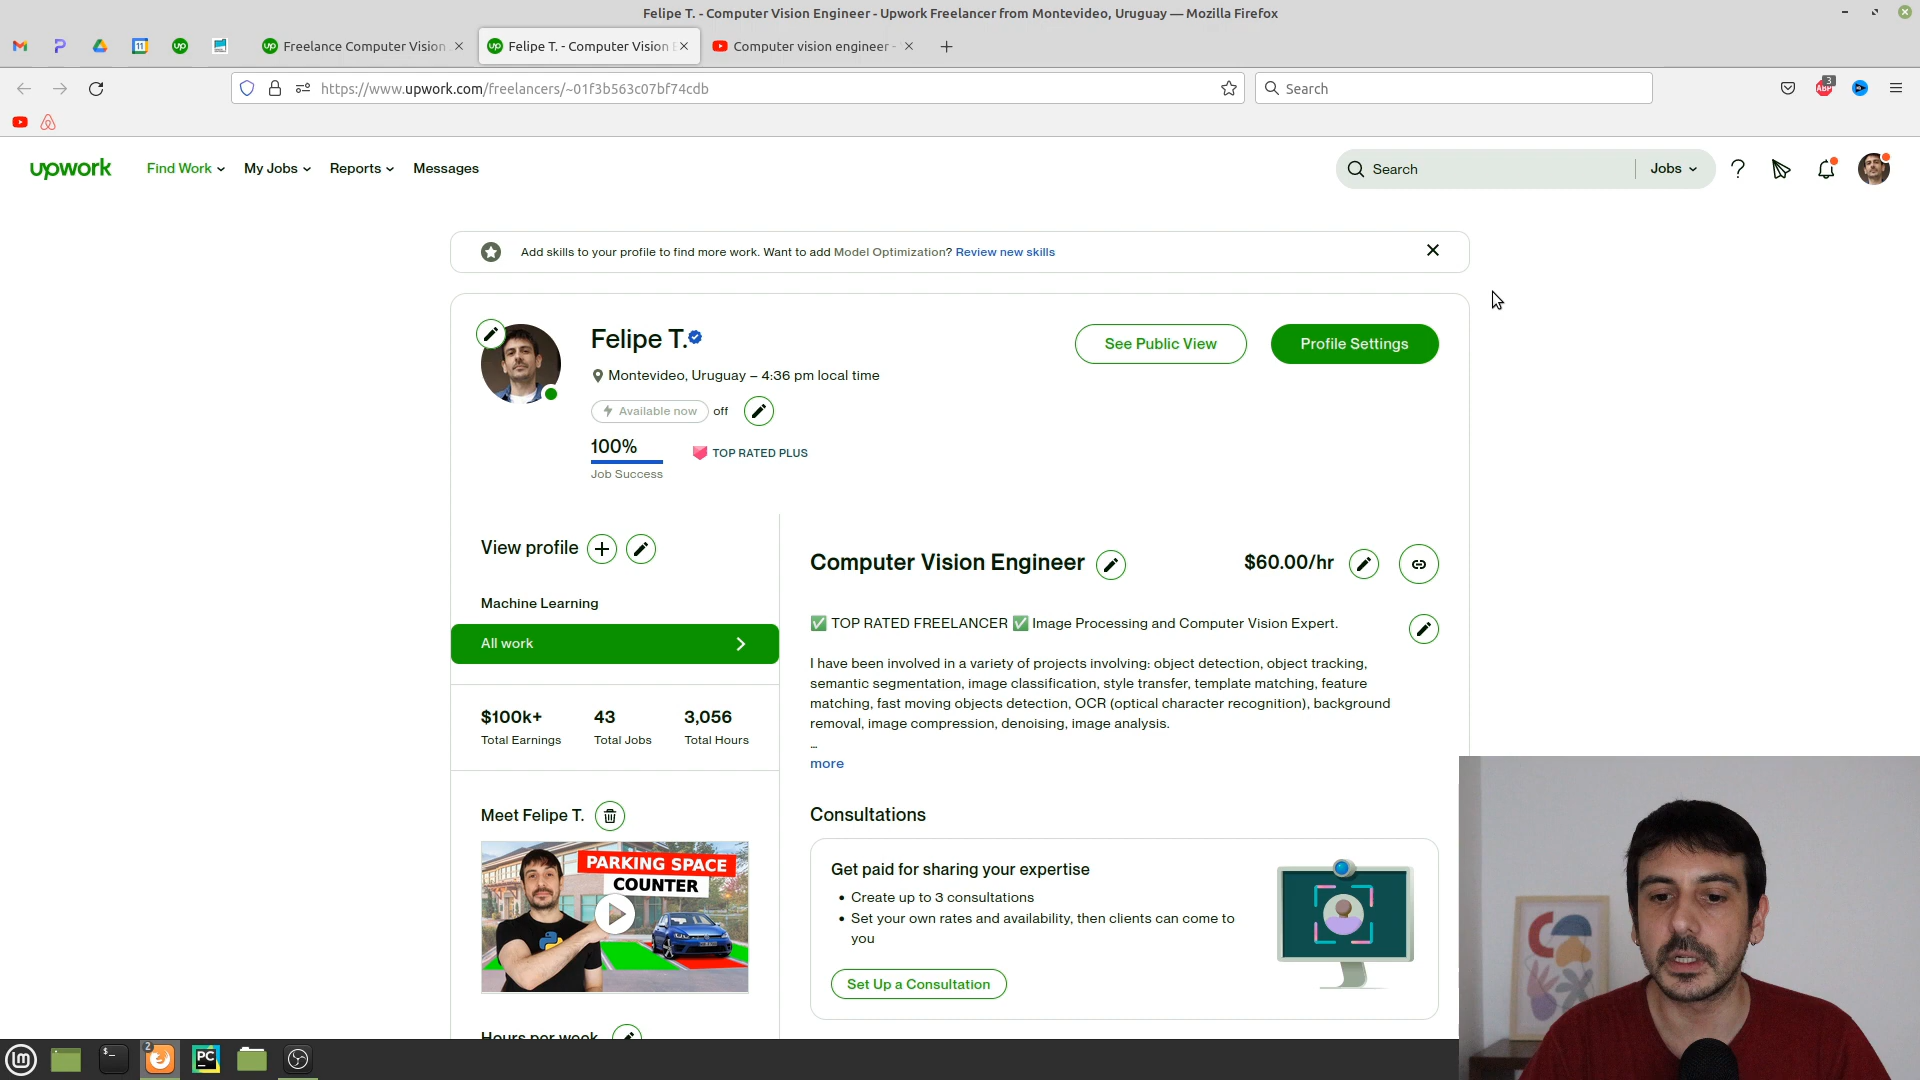 Felipe T. - Computer Vision Engineer - Upwork Freelancer from Montevideo, Uruguay — Mozilla Firefox
Freelance Computer Vision
Felipe T. - Computer Vision
Computer vision engineer -
https://www.upwork.com/freelancers/~01f3b563c07bf74cdb
Search
3
ABP
upwork
Find Work
My Jobs
Reports
Messages
Search
Jobs
Add skills to your profile to find more work. Want to add Model Optimization? Review new skills
Felipe T.
See Public View
Profile Settings
Montevideo, Uruguay – 4:36 pm local time
Available now off
100%
Job Success
TOP RATED PLUS
View profile
Machine Learning
All work
$100k+ 43 3,056
Total Earnings Total Jobs Total Hours
Meet Felipe T.
PARKING SPACE
COUNTER
Hours per week
Computer Vision Engineer
$60.00/hr
✅ TOP RATED FREELANCER ✅ Image Processing and Computer Vision Expert.
I have been involved in a variety of projects involving: object detection, object tracking,
semantic segmentation, image classification, style transfer, template matching, feature
matching, fast moving objects detection, OCR (optical character recognition), background
removal, image compression, denoising, image analysis.
...
more
Consultations
Get paid for sharing your expertise
• Create up to 3 consultations
• Set your own rates and availability, then clients can come to
you
Set Up a Consultation
2
PC